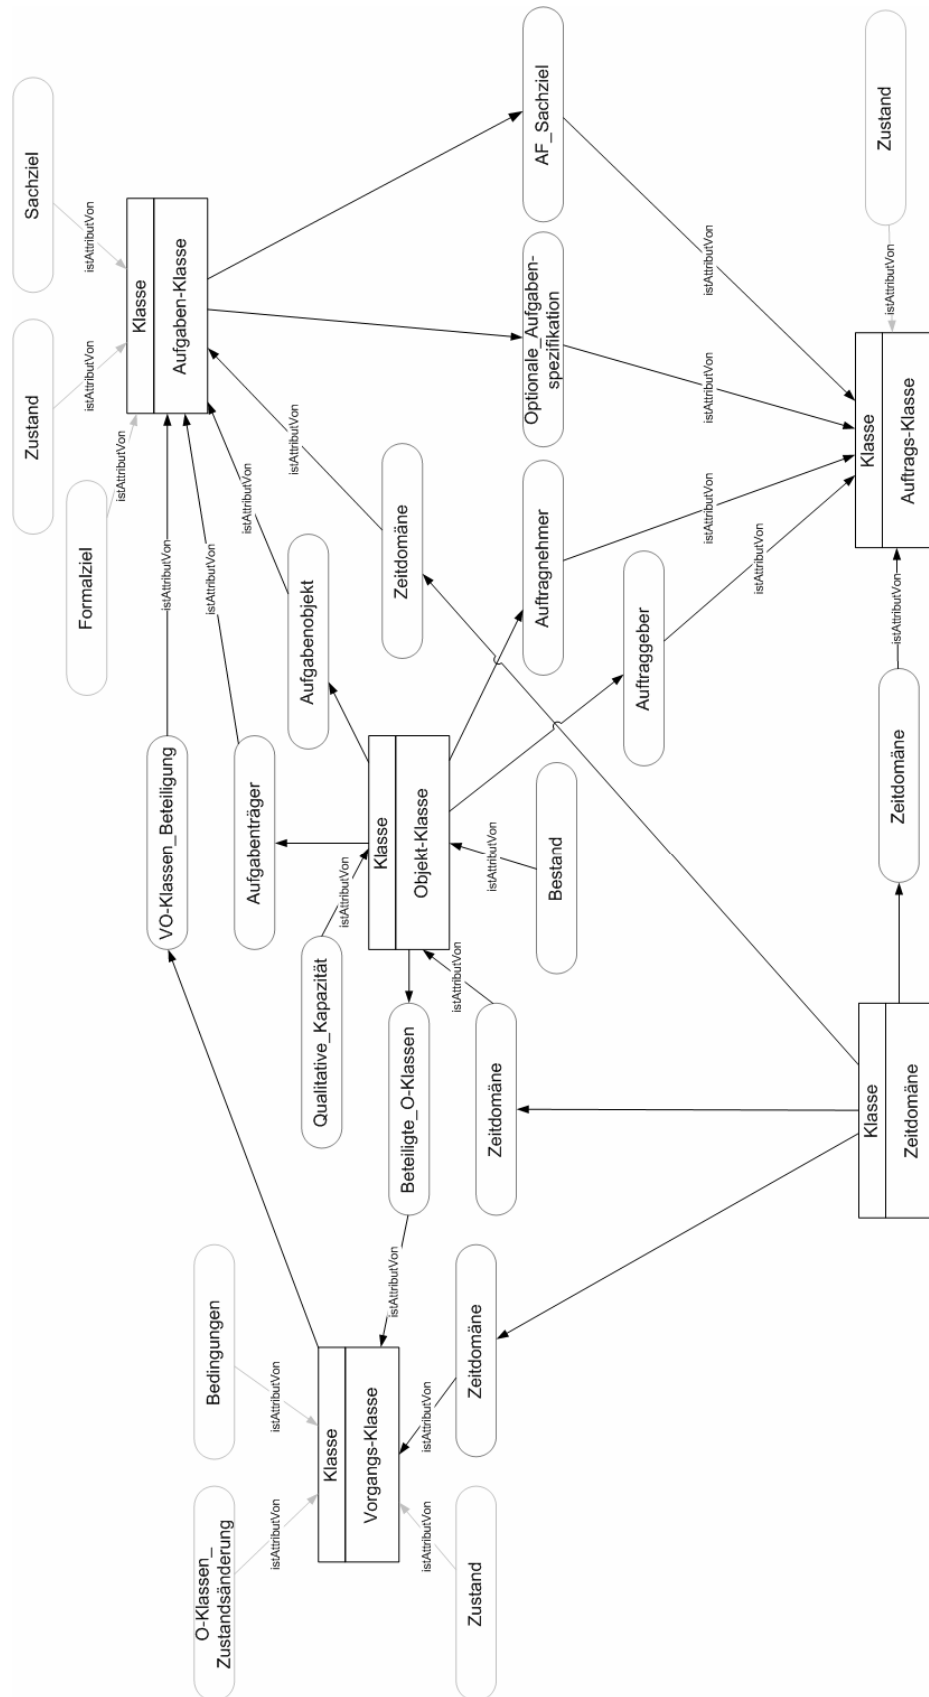 Zustand
Sachziel
Formalziel
istAttributVon
istAttributVon
istAttributVon
Klasse
Aufgaben-Klasse
VO-Klassen_Beteiligung
istAttributVon
O-Klassen_
Zustandsänderung
Bedingungen
istAttributVon
Aufgabenträger
istAttributVon
istAttributVon
istAttributVon
istAttributVon
Aufgabenobjekt
Qualitative_Kapazität
istAttributVon
Klasse
Vorgangs-Klasse
Klasse
Objekt-Klasse
istAttributVon
Beteiligte_O-Klassen
Zeitdomäne
istAttributVon
istAttributVon
istAttributVon
Zustand
Zeitdomäne
Zeitdomäne
istAttributVon
Bestand
Auftragnehmer
Optionale_Aufgaben-
spezifikation
AF_Sachziel
Auftraggeber
istAttributVon
istAttributVon
istAttributVon
istAttributVon
Klasse
Zeitdomäne
Zeitdomäne
istAttributVon
Klasse
Auftrags-Klasse
istAttributVon
Zustand